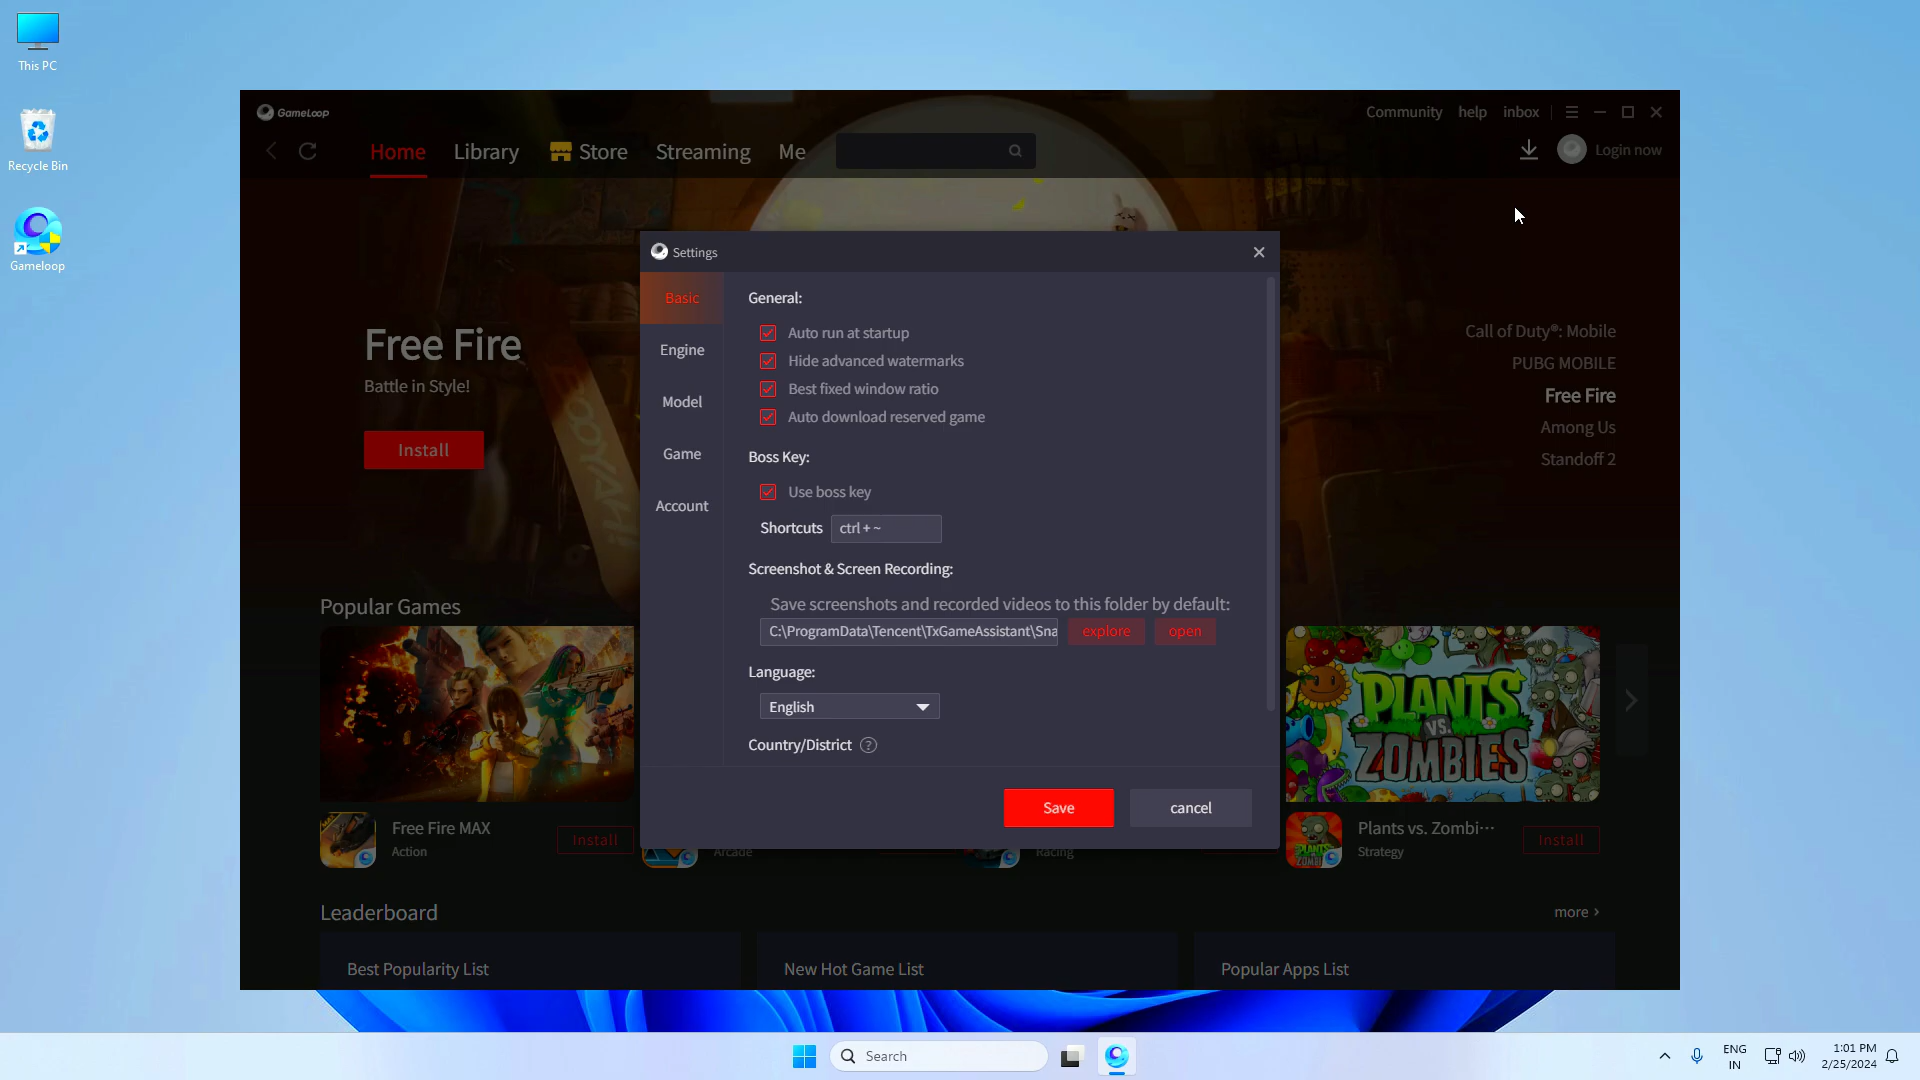 This PC
Recycle Bin
Gameloop
GameLoop
Community help inbox
Home Library Store Streaming Me
Login now
Free Fire
Battle in Style!
Install
Call of Duty®: Mobile
PUBG MOBILE
Free Fire
Among Us
Standoff 2
Settings
Basic
Engine
Model
Game
Account
General:
Auto run at startup
Hide advanced watermarks
Best fixed window ratio
Auto download reserved game
Boss Key:
Use boss key
Shortcuts ctrl + ~
Screenshot & Screen Recording:
Save screenshots and recorded videos to this folder by default:
C:\ProgramData\Tencent\TxGameAssistant\Sna explore open
Language:
English
Country/District ?
Save cancel
Popular Games
PLANTS
VS.
ZOMBIES
Free Fire MAX
Action
Install
Arcade
Racing
Plants vs. Zombi···
Strategy
Install
Leaderboard
more >
Best Popularity List
New Hot Game List
Popular Apps List
Search
ENG
IN
1:01 PM
2/25/2024